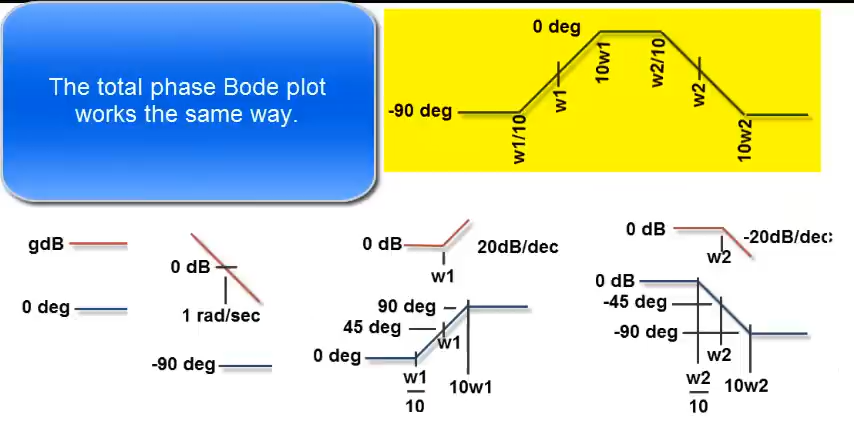 The total phase Bode plot
works the same way.
0 deg
-90 deg
w1/10
w1
10w1
w2/10
w2
10w2
gdB
0 deg
0 dB
1 rad/sec
-90 deg
0 dB
20dB/dec
w1
90 deg
45 deg
w1
0 deg
w1
10
10w1
0 dB
-20dB/dec
w2
0 dB
-45 deg
-90 deg
w2
w2
10
10w2